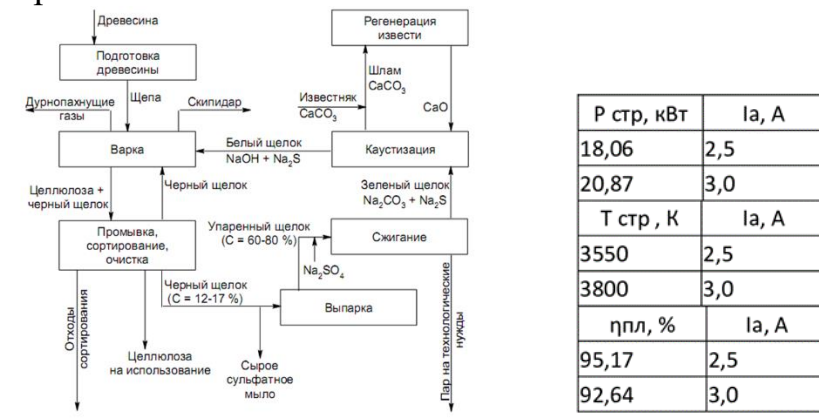 Древесина
Подготовка
древесины
Щепа
Дурнопахнущие
газы
Скипидар
Варка
Целлюлоза +
черный щелок
Черный щелок
Промывка,
сортирование,
очистка
Отходы
сортирования
Целлюлоза
на использование
Черный щелок
(C = 12-17 %)
Сырое
сульфатное
мыло
Выпарка
Na2SO4
Упаренный щелок
(C = 60-80 %)
Сжигание
Пар на технологические
нужды
Зеленый щелок
Na2CO3 + Na2S
Каустизация
Белый щелок
NaOH + Na2S
Известняк
CaCO3
Шлам
CaCO3
CaO
Регенерация
извести
P стр, кВт Ia, A
18,06 2,5
20,87 3,0
T стр , К Ia, A
3550 2,5
3800 3,0
ηпл, % Ia, A
95,17 2,5
92,64 3,0